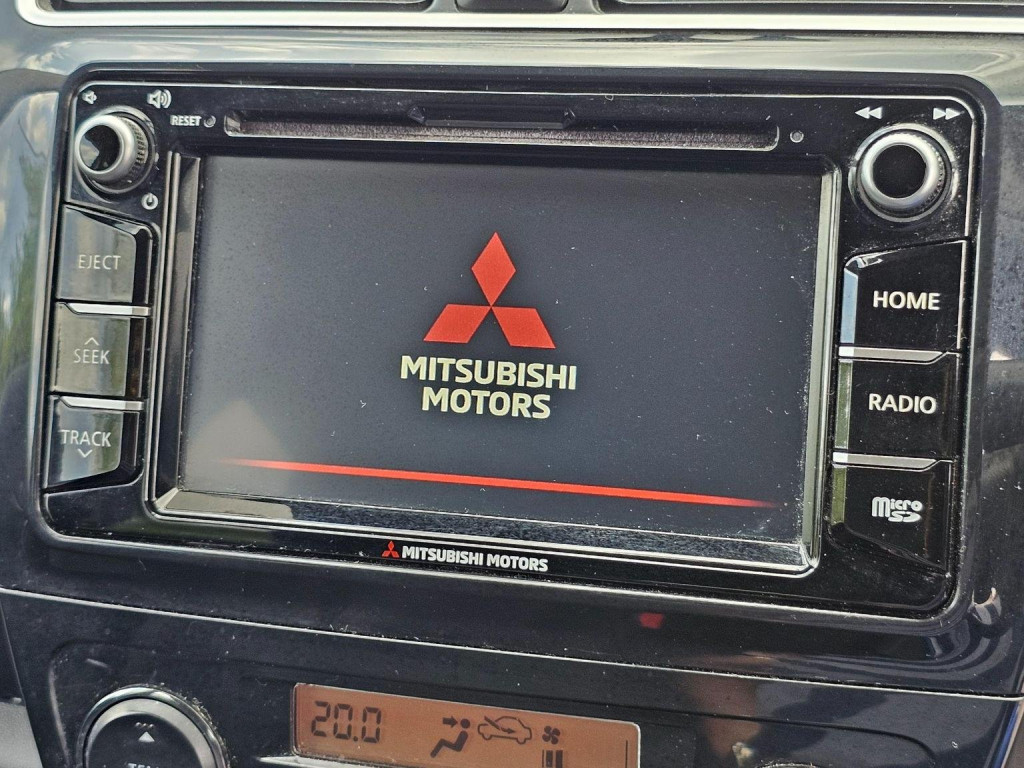 RESET
EJECT
SEEK
TRACK
MITSUBISHI
MOTORS
HOME
RADIO
Micro
SD
MITSUBISHI MOTORS
20.0